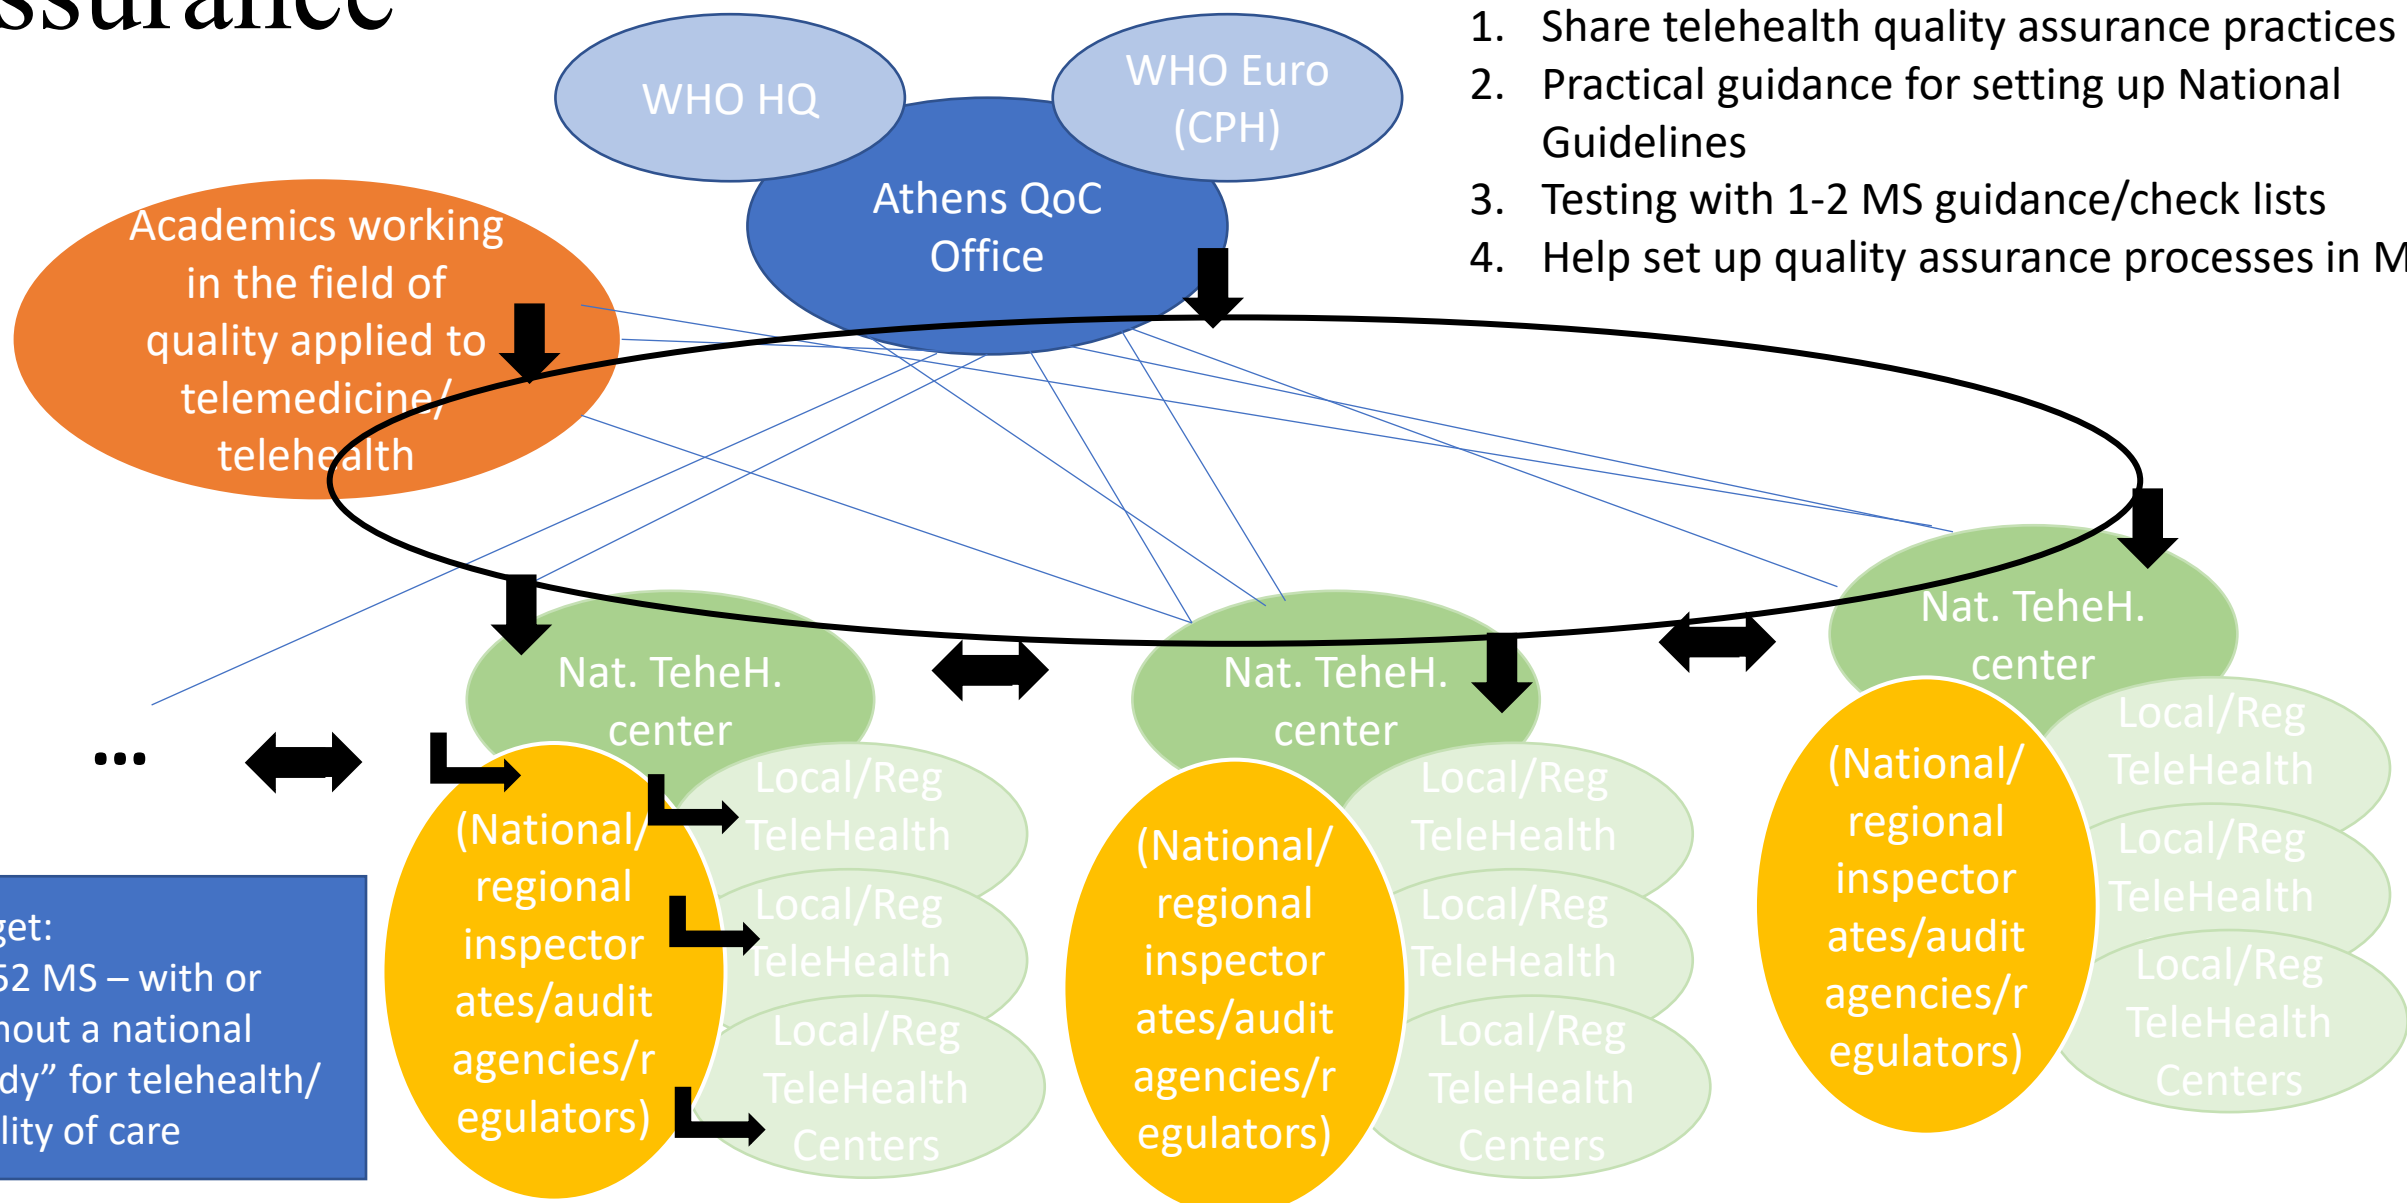 ssurance
WHO HQ
WHO Euro
(CPH)
Athens QoC
Office
1. Share telehealth quality assurance practices
2. Practical guidance for setting up National
Guidelines
3. Testing with 1-2 MS guidance/check lists
4. Help set up quality assurance processes in M
Academics working
in the field of
quality applied to
telemedicine/
telehealth
...
Nat. TeheH.
center
(National/
regional
inspector
ates/audit
agencies/r
egulators)
Local/Reg
TeleHealth
Local/Reg
TeleHealth
Local/Reg
TeleHealth
Centers
Nat. TeheH.
center
(National/
regional
inspector
ates/audit
agencies/r
egulators)
Local/Reg
TeleHealth
Local/Reg
TeleHealth
Local/Reg
TeleHealth
Centers
Nat. TeheH.
center
(National/
regional
inspector
ates/audit
agencies/r
egulators)
Local/Reg
TeleHealth
Local/Reg
TeleHealth
Local/Reg
TeleHealth
Centers
get:
52 MS – with or
hout a national
dy” for telehealth/
lity of care